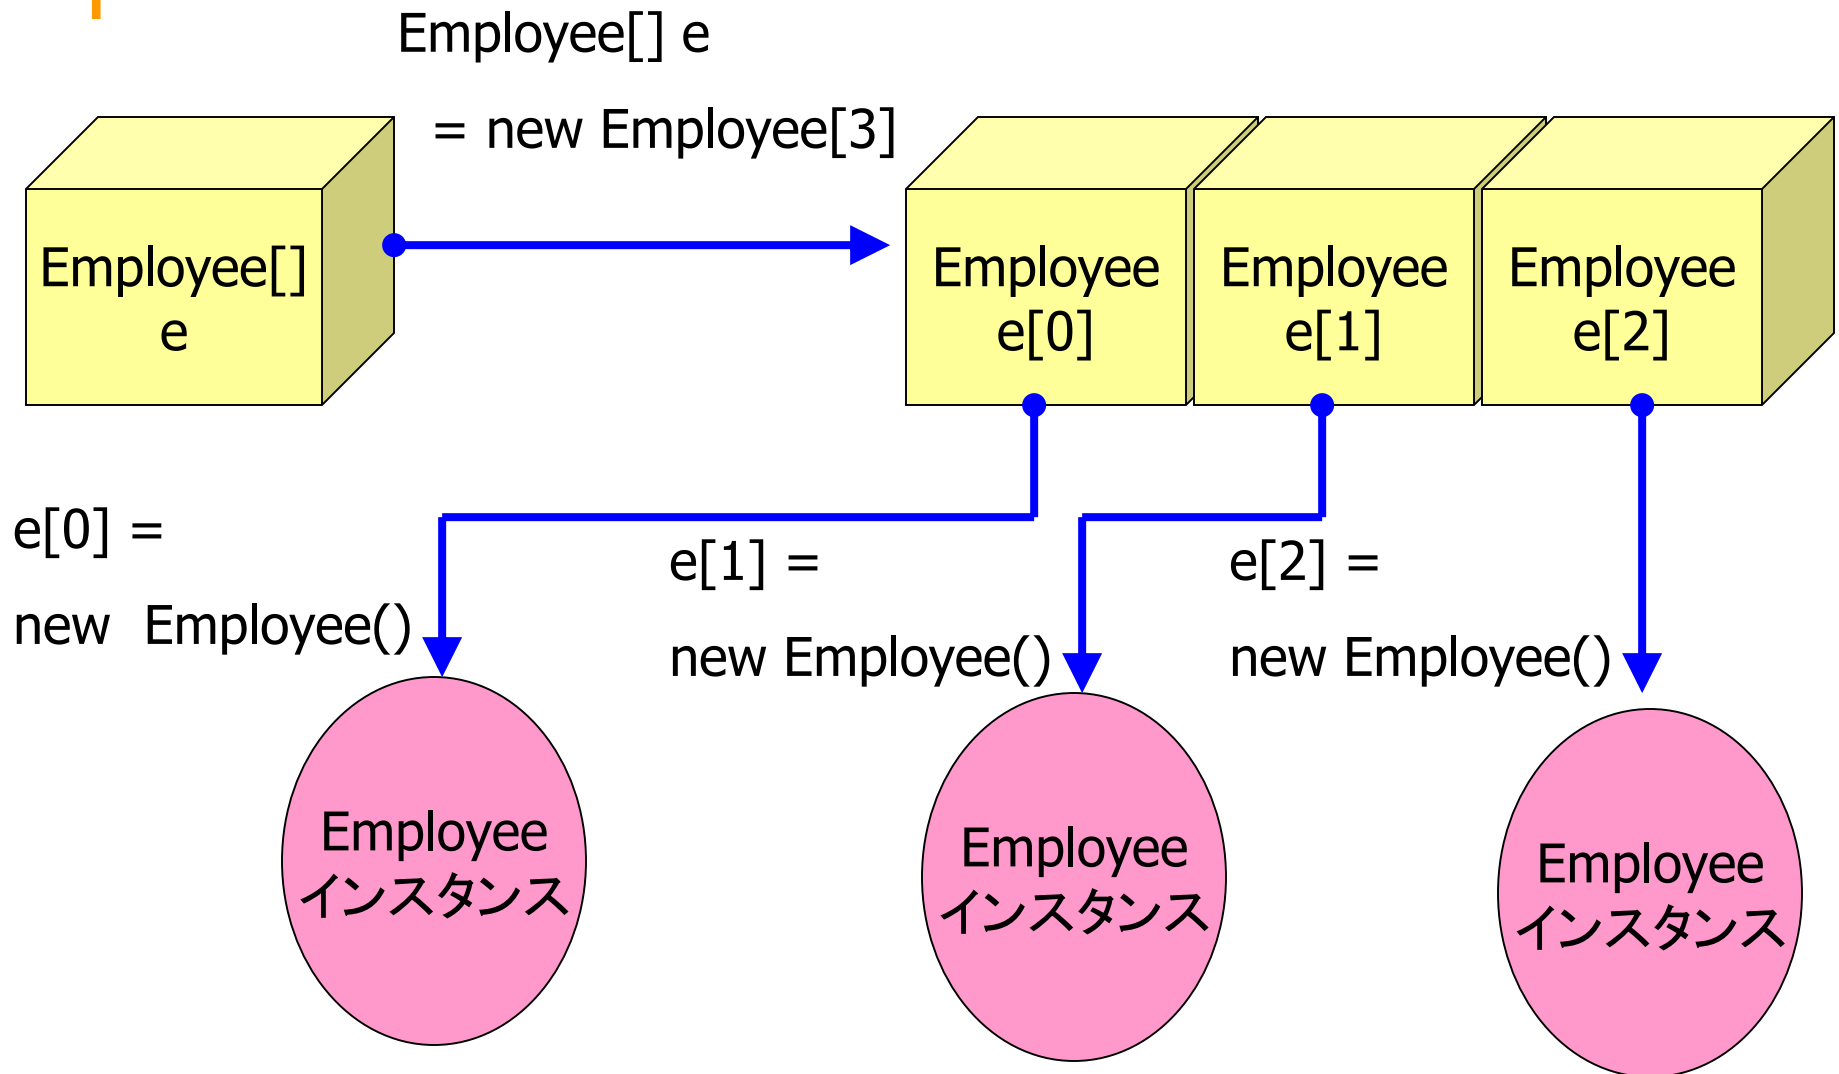 Employee[] e
= new Employee[3]
Employee[]
e
Employee
e[0]
Employee
e[1]
Employee
e[2]
e[0] =
new  Employee()
e[1] =
new Employee()
e[2] =
new Employee()
Employee
インスタンス
Employee
インスタンス
Employee
インスタンス